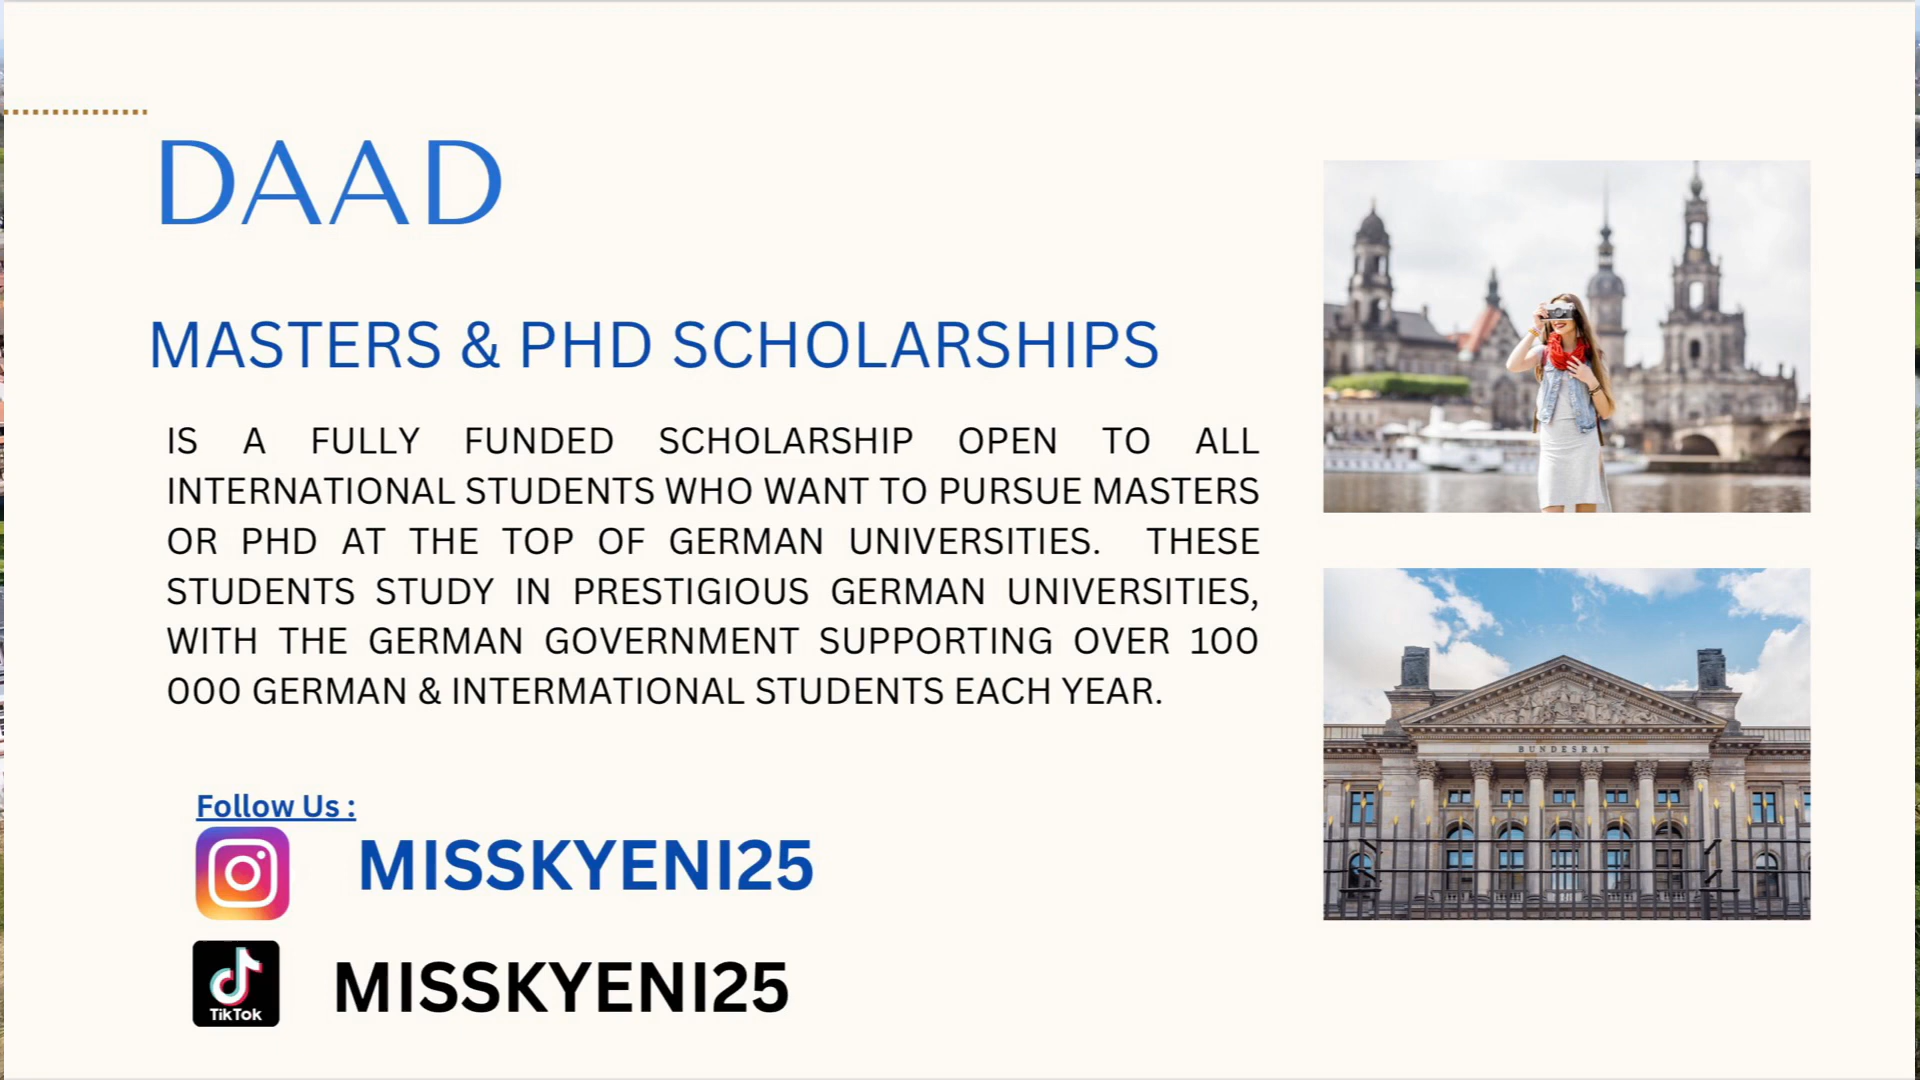 DAAD
MASTERS & PHD SCHOLARSHIPS
IS A FULLY FUNDED SCHOLARSHIP OPEN TO ALL
INTERNATIONAL STUDENTS WHO WANT TO PURSUE MASTERS
OR PHD AT THE TOP OF GERMAN UNIVERSITIES. THESE
STUDENTS STUDY IN PRESTIGIOUS GERMAN UNIVERSITIES,
WITH THE GERMAN GOVERNMENT SUPPORTING OVER 100
000 GERMAN & INTERMATIONAL STUDENTS EACH YEAR.
Follow Us :
MISSKYENI25
TikTok
MISSKYENI25
BUNDESRAT